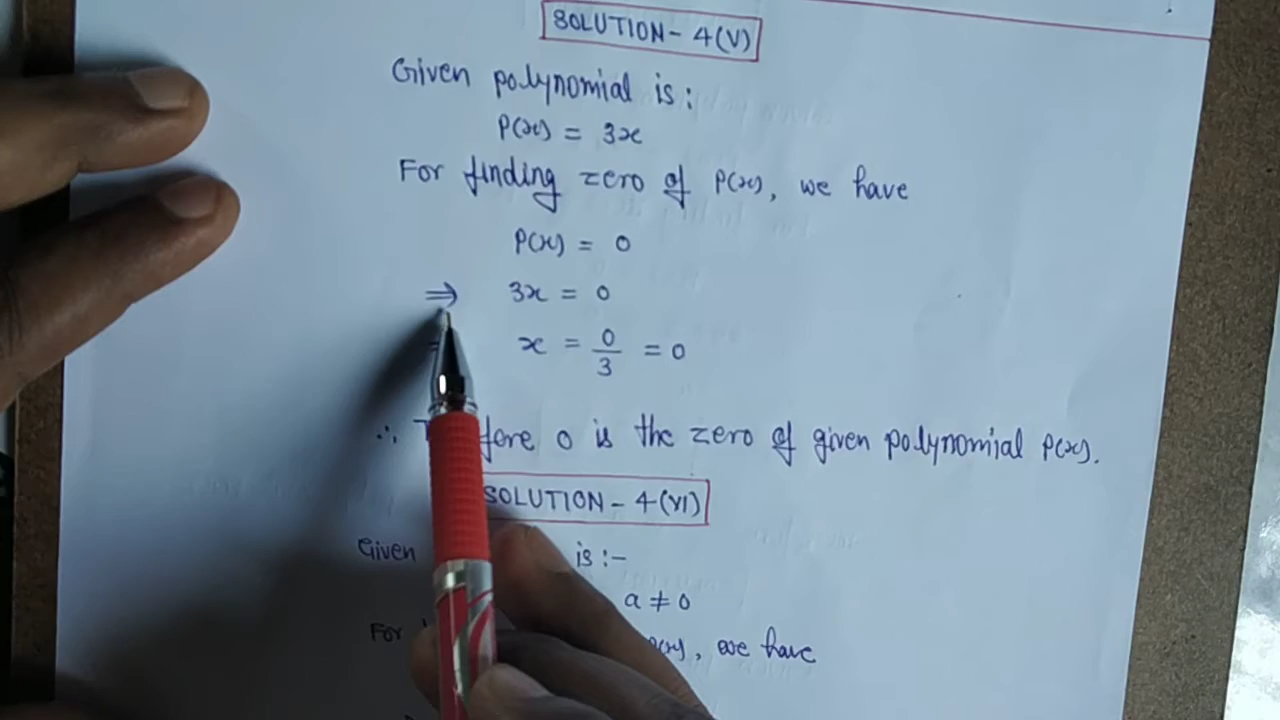 SOLUTION - 4(V)
Given polynomial is :
P(x) = 3x
For finding zero of P(x), we have
P(x) = 0
⇒ 3x = 0
x = 0/3 = 0
∴ fore 0 is the zero of given polynomial P(x).
SOLUTION - 4(VI)
Given is :-
a ≠ 0
For we have